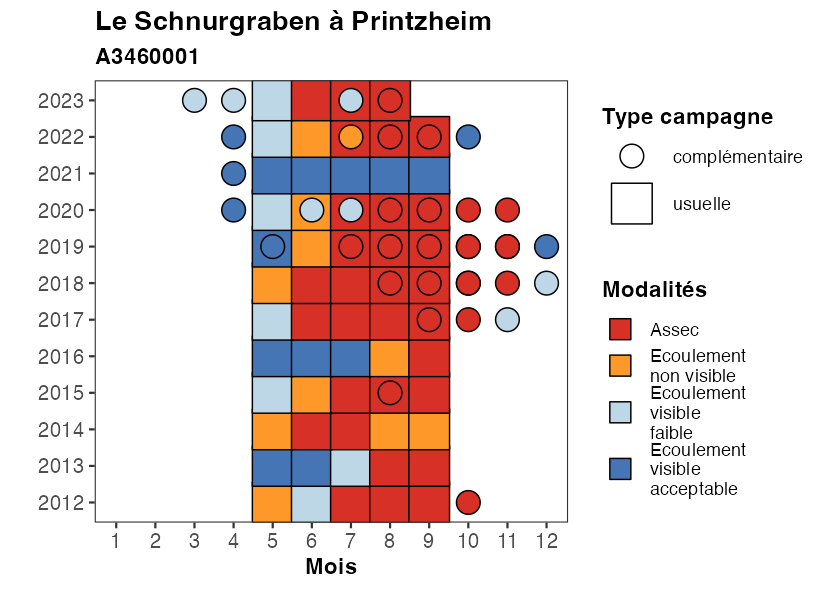 Le Schnurgraben à Printzheim
A3460001
2023
2022
2021
2020
2019
2018
2017
2016
2015
2014
2013
2012
1 2 3 4 5 6 7 8 9 10 11 12
Mois
Type campagne
complémentaire
usuelle
Modalités
Assec
Ecoulement
non visible
Ecoulement
visible
faible
Ecoulement
visible
acceptable